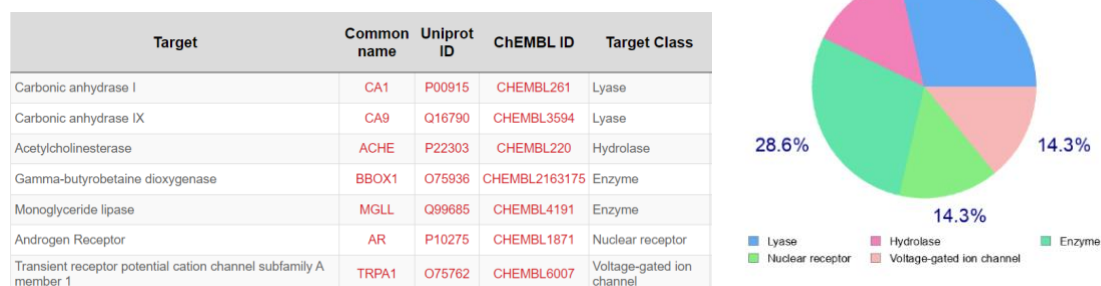 Target Common name Uniprot ID ChEMBL ID Target Class
Carbonic anhydrase I CA1 P00915 CHEMBL261 Lyase
Carbonic anhydrase IX CA9 Q16790 CHEMBL3594 Lyase
Acetylcholinesterase ACHE P22303 CHEMBL220 Hydrolase
Gamma-butyrobetaine dioxygenase BBOX1 O75936 CHEMBL2163175 Enzyme
Monoglyceride lipase MGLL Q99685 CHEMBL4191 Enzyme
Androgen Receptor AR P10275 CHEMBL1871 Nuclear receptor
Transient receptor potential cation channel subfamily A
member 1 TRPA1 O75762 CHEMBL6007 Voltage-gated ion
channel
28.6%
14.3%
14.3%
Lyase Hydrolase Enzyme
Nuclear receptor Voltage-gated ion channel